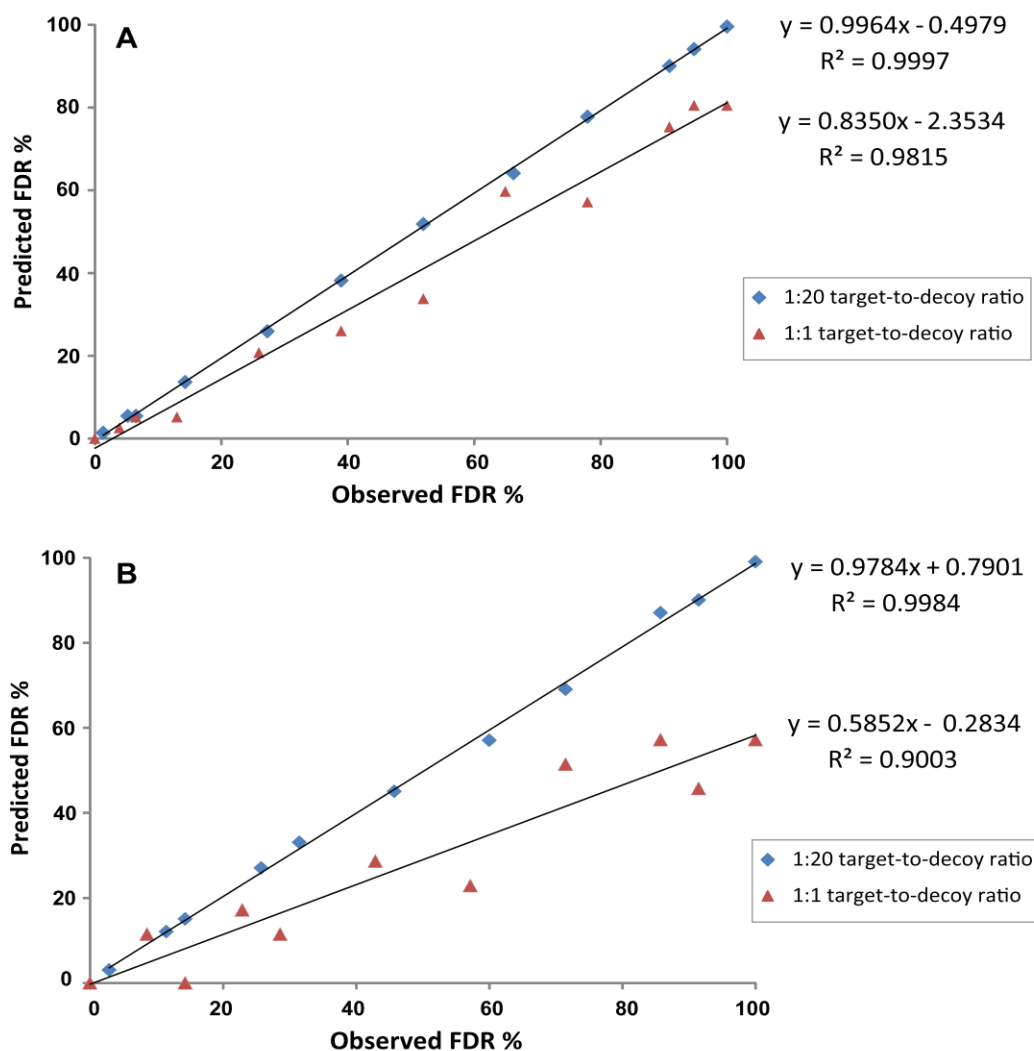 A
y = 0.9964x - 0.4979
R² = 0.9997
y = 0.8350x - 2.3534
R² = 0.9815
Predicted FDR %
100
80
60
40
20
0
0 20 40 60 80 100
Observed FDR %
1:20 target-to-decoy ratio
1:1 target-to-decoy ratio
B
y = 0.9784x + 0.7901
R² = 0.9984
y = 0.5852x - 0.2834
R² = 0.9003
Predicted FDR %
100
80
60
40
20
0
0 20 40 60 80 100
Observed FDR %
1:20 target-to-decoy ratio
1:1 target-to-decoy ratio